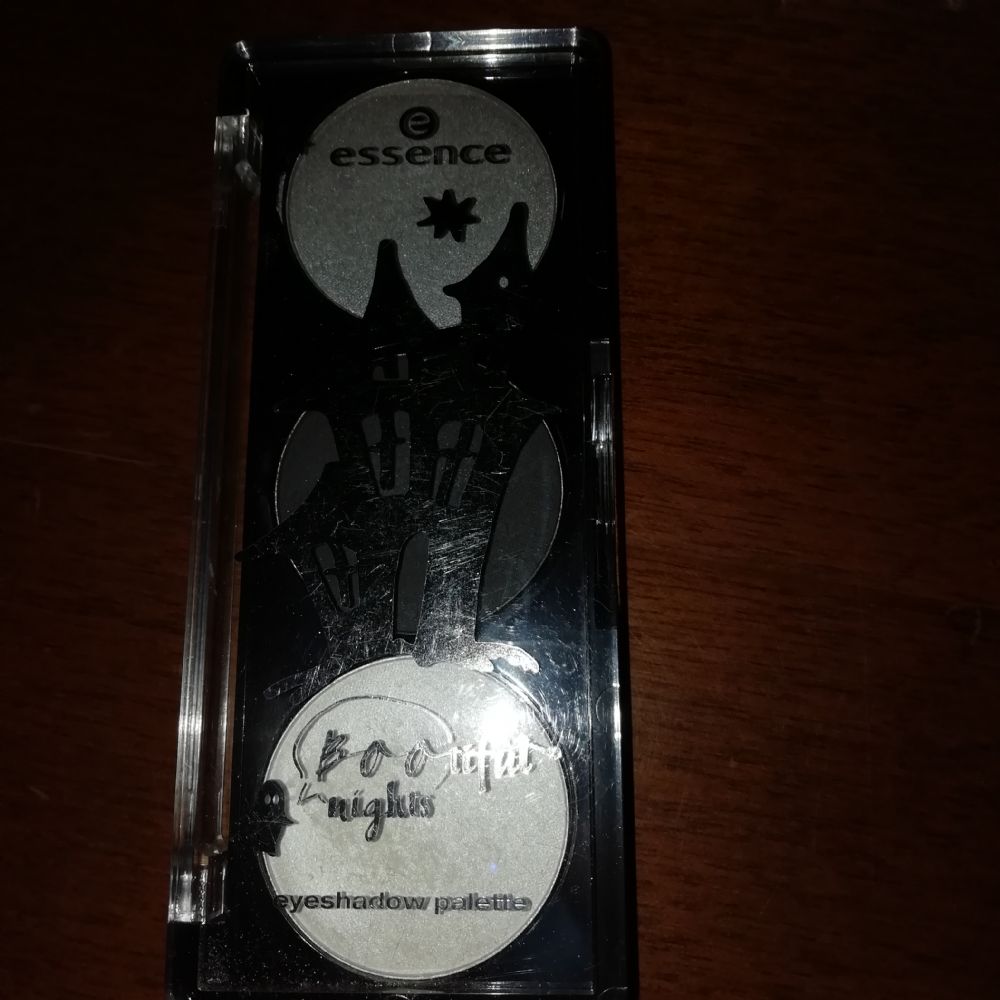 e
essence
Bootiful
nights
eyeshadow palette